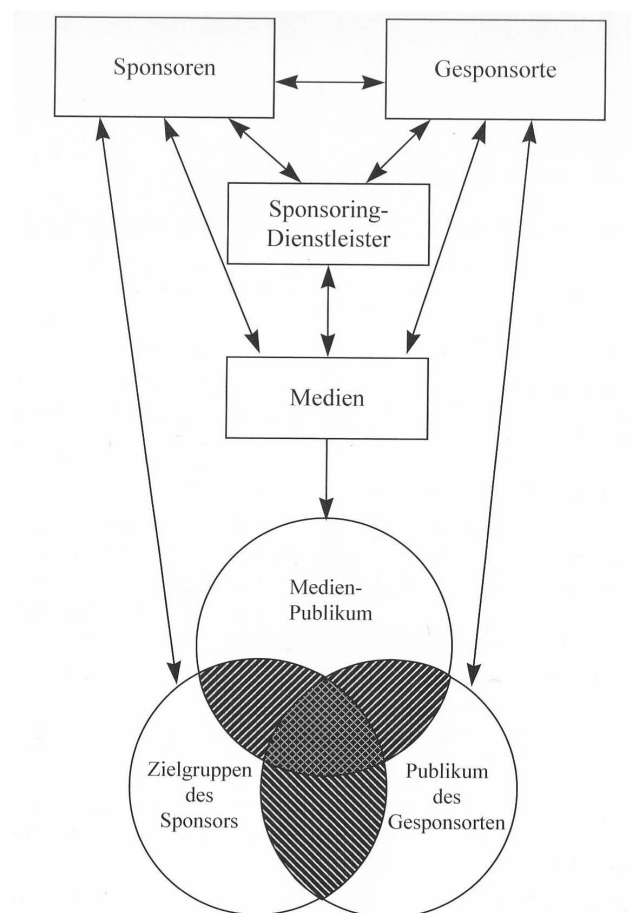 Sponsoren
Gesponsorte
Sponsoring-
Dienstleister
Medien
Medien-
Publikum
Zielgruppen
des
Sponsors
Publikum
des
Gesponsorten